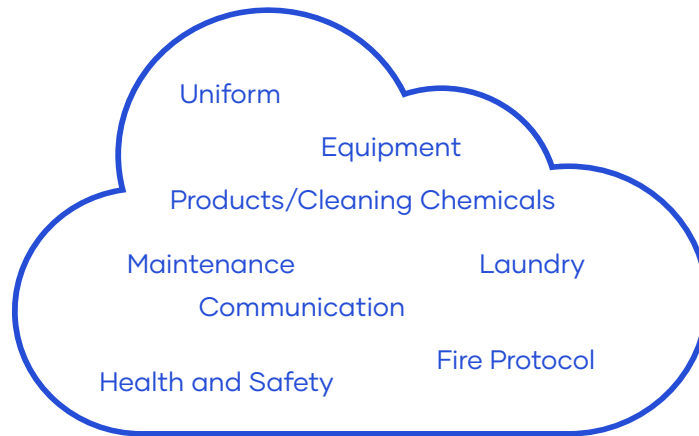 Uniform
Equipment
Products/Cleaning Chemicals
Maintenance
Laundry
Communication
Fire Protocol
Health and Safety